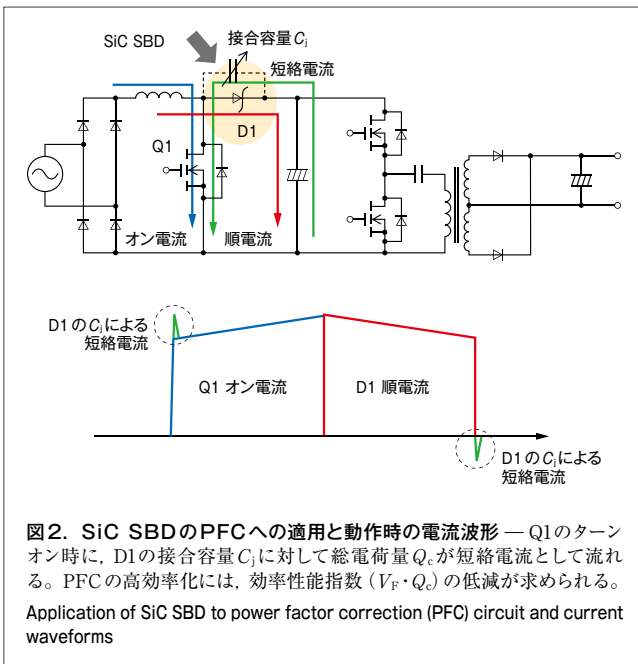 SiC SBD
接合容量Cj
短絡電流
D1
Q1
オン電流
順電流
D1のCjによる
短絡電流
Q1 オン電流
D1 順電流
D1のCjによる
短絡電流
図2. SiC SBDのPFCへの適用と動作時の電流波形 — Q1のターン
オン時に,D1の接合容量Cjに対して総電荷量Qcが短絡電流として流れ
る。PFCの高効率化には,効率性能指数(VF・Qc)の低減が求められる。
Application of SiC SBD to power factor correction (PFC) circuit and current
waveforms